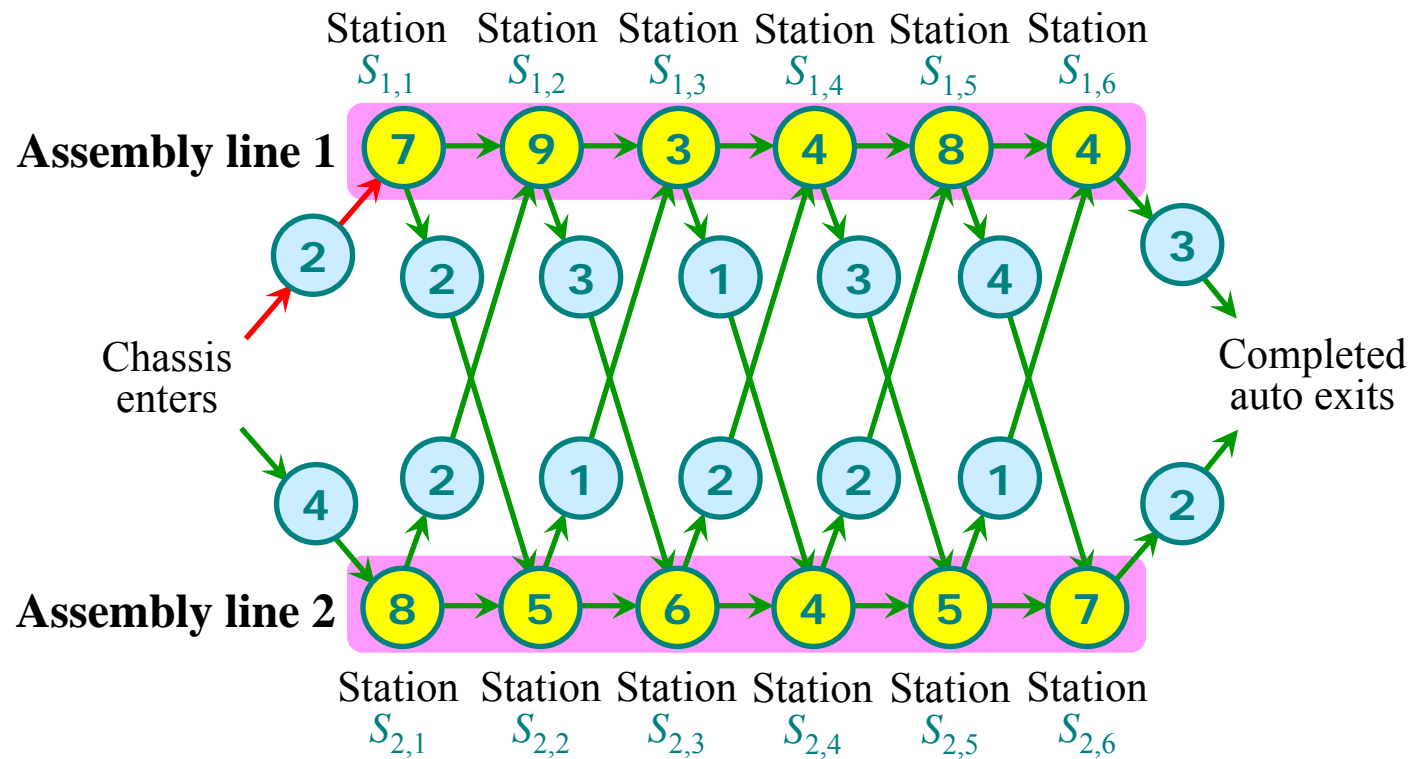 Station Station Station Station Station Station
S1,1 S1,2 S1,3 S1,4 S1,5 S1,6
Assembly line 1 7 9 3 4 8 4
2 2 3 1 3 4 3
Chassis
enters
Completed
auto exits
4 2 1 2 2 1 2
Assembly line 2 8 5 6 4 5 7
Station Station Station Station Station Station
S2,1 S2,2 S2,3 S2,4 S2,5 S2,6